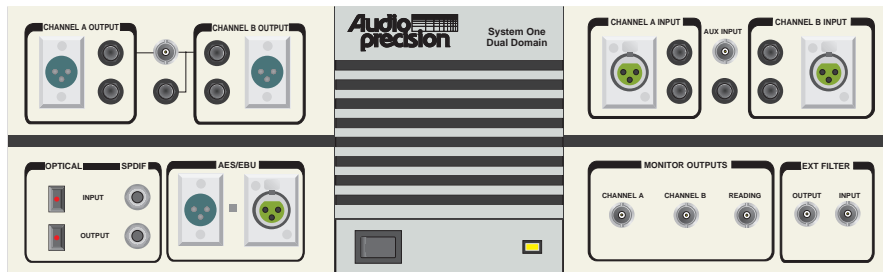 CHANNEL A OUTPUT
CHANNEL B OUTPUT
Audio
precision
System One
Dual Domain
CHANNEL A INPUT
AUX INPUT
CHANNEL B INPUT
OPTICAL
SPDIF
INPUT
OUTPUT
AES/EBU
MONITOR OUTPUTS
CHANNEL A
CHANNEL B
READING
EXT FILTER
OUTPUT
INPUT